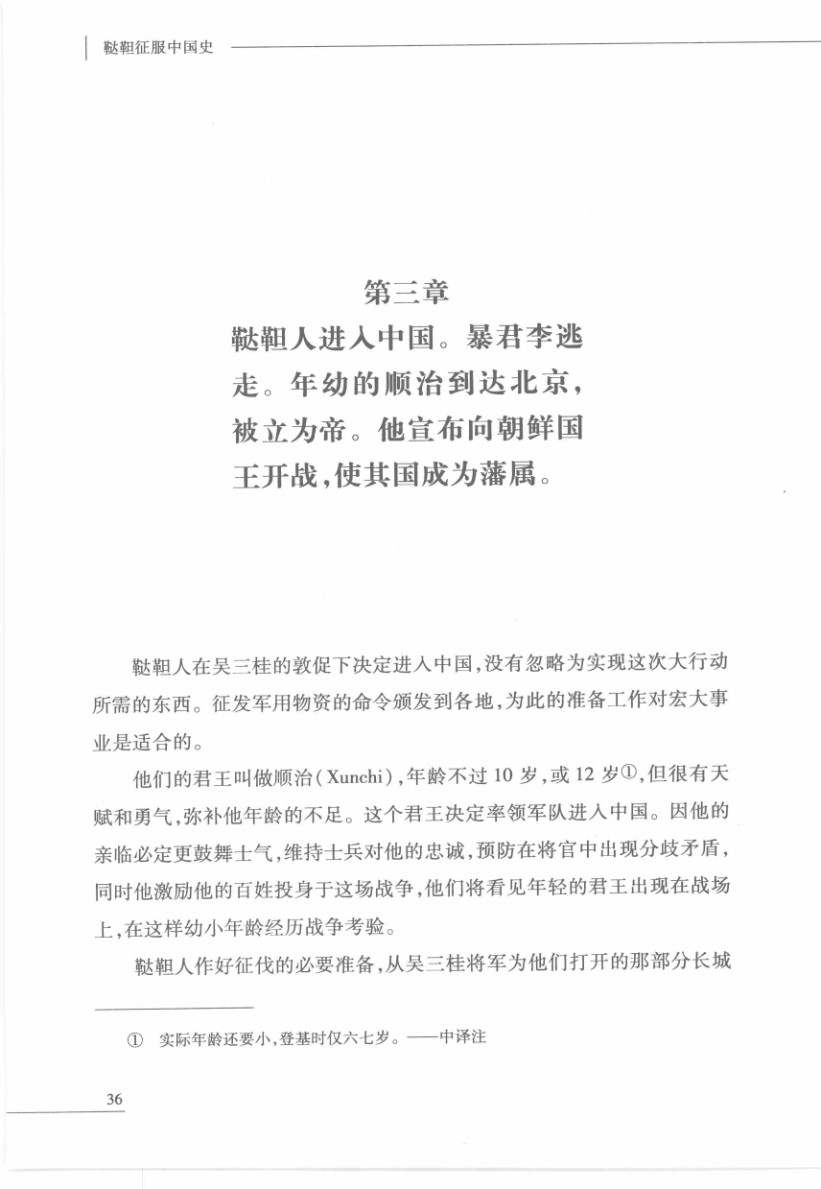 鞑靼征服中国史
第三章
鞑靼人进入中国。暴君李逃
走。年幼的顺治到达北京,
被立为帝。他宣布向朝鲜国
王开战,使其国成为藩属。
鞑靼人在吴三桂的敦促下决定进入中国,没有忽略为实现这次大行动
所需的东西。征发军用物资的命令颁发到各地,为此的准备工作对宏大事
业是适合的。
他们的君王叫做顺治(Xunchi),年龄不过 10 岁,或 12 岁①,但很有天
赋和勇气,弥补他年龄的不足。这个君王决定率领军队进入中国。因他的
亲临必定更鼓舞士气,维持士兵对他的忠诚,预防在将官中出现分歧矛盾,
同时他激励他的百姓投身于这场战争,他们将看见年轻的君王出现在战场
上,在这样幼小年龄经历战争考验。
鞑靼人作好征伐的必要准备,从吴三桂将军为他们打开的那部分长城
① 实际年龄还要小,登基时仅六七岁。——中译注
36